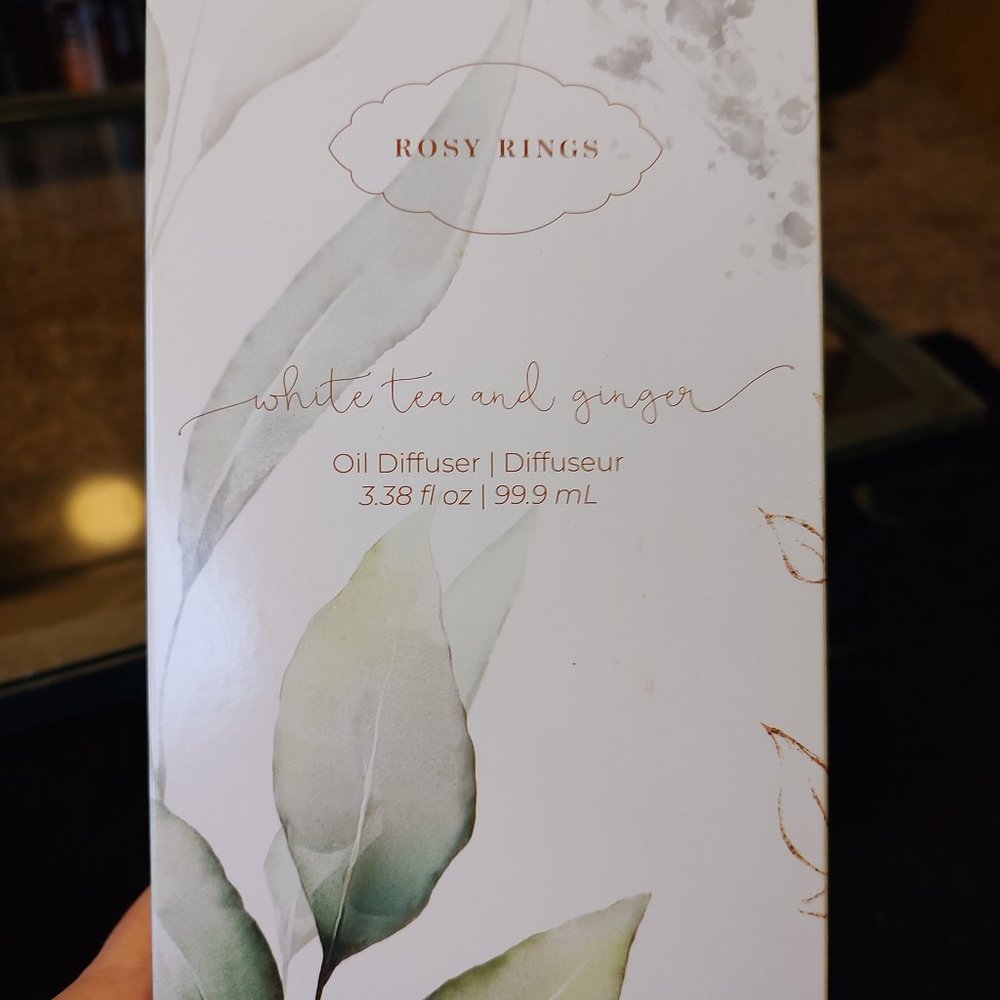 ROSY RINGS
white tea and ginger
Oil Diffuser | Diffuseur
3.38 fl oz | 99.9 mL